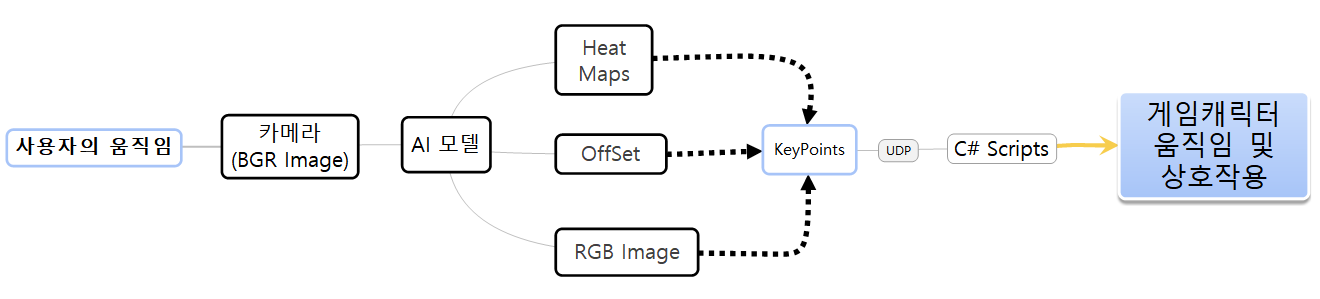 사용자의 움직임
카메라
(BGR Image)
AI 모델
Heat
Maps
OffSet
RGB Image
KeyPoints
UDP
C# Scripts
게임캐릭터
움직임 및
상호작용